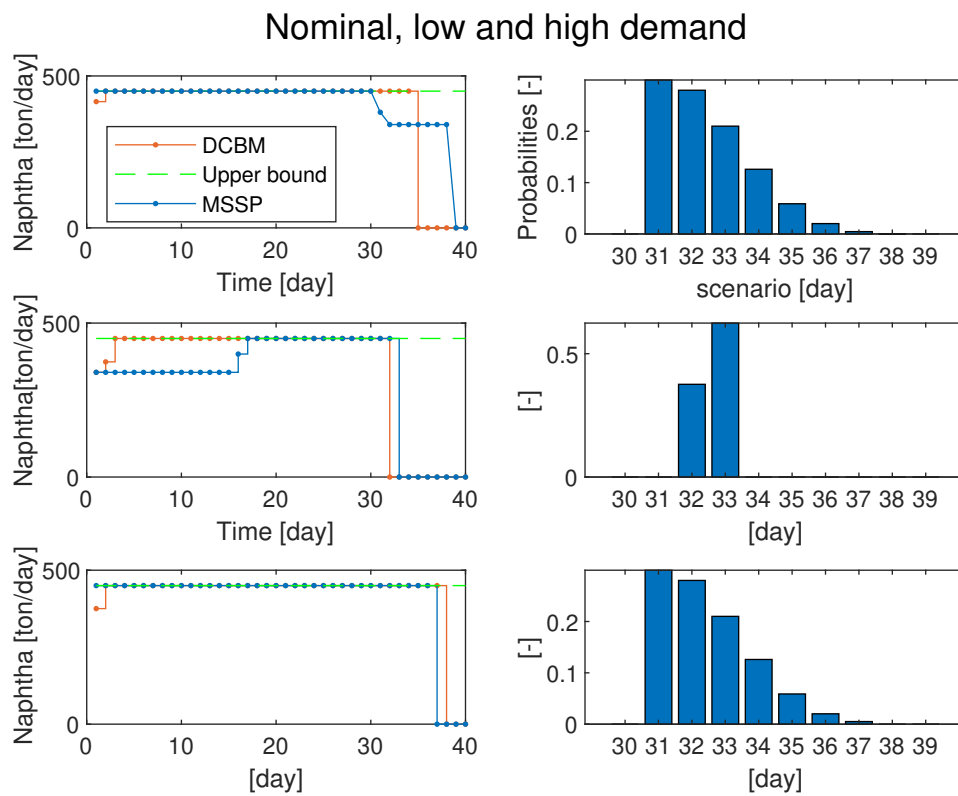 Nominal, low and high demand
Naphtha [ton/day]
500
0
0 10 20 30 40
Time [day]
DCBM
Upper bound
MSSP
Probabilities [-]
0.2
0.1
0
30 31 32 33 34 35 36 37 38 39
scenario [day]
Naphtha[ton/day]
500
0
0 10 20 30 40
Time [day]
[-]
0.5
0
30 31 32 33 34 35 36 37 38 39
[day]
Naphtha [ton/day]
500
0
0 10 20 30 40
[day]
[-]
0.2
0.1
0
30 31 32 33 34 35 36 37 38 39
[day]